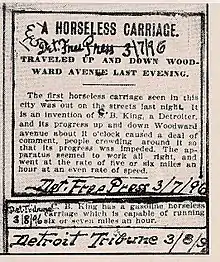 A HORSELESS CARRIAGE.
Det. Free Press 3/7/96
TRAVELED UP AND DOWN WOOD-
WARD AVENUE LAST EVENING.
The first horseless carriage seen in this
city was out on the streets last night. It
is an invention of C. B. King, a Detroiter,
and its progress up and down Woodward
avenue about 11 o'clock caused a deal of
comment, people crowding around it so
that its progress was impeded. The ap-
paratus seemed to work all right, and
went at the rate of five or six miles an
hour at an even rate of speed.
Det Free Press 3/7/96
Det. Tribune C. B. King has a gasoline horseless
3/8/96 carriage which is capable of running
six or seven miles an hour.
Detroit Tribune 3/8/96